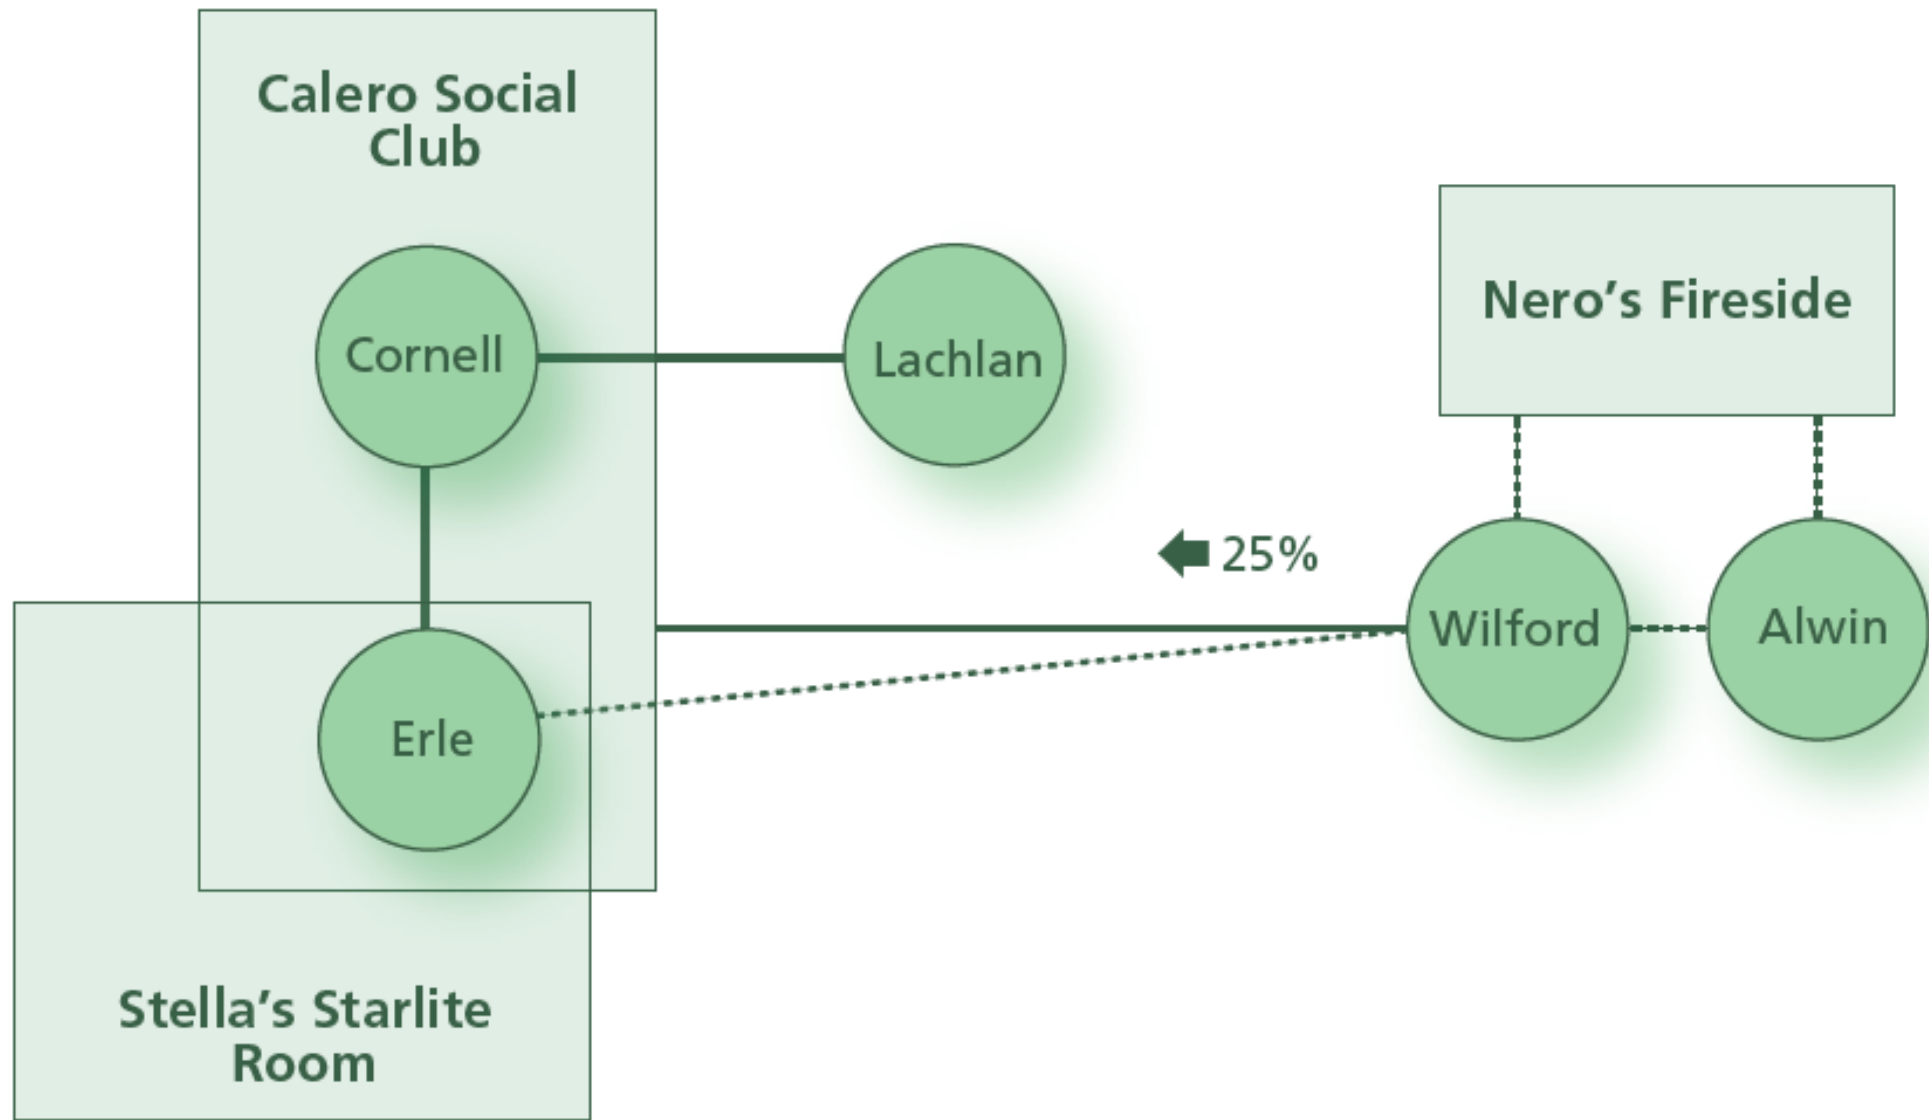 Calero Social
Club
Cornell
Lachlan
Nero’s Fireside
25%
Wilford
Alwin
Erle
Stella’s Starlite
Room